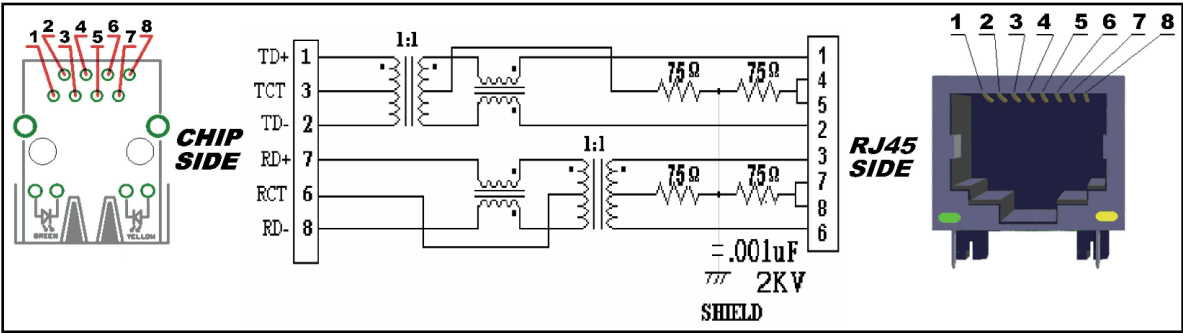 2 4 6 8
1 3 5 7
CHIP
SIDE
GREEN
YELLOW
1:1
TD+ 1
TCT 3
TD- 2
RD+ 7
RCT 6
RD- 8
75Ω 75Ω
1:1
75Ω 75Ω
.001uF
2KV
SHIELD
1
4
5
2
3
7
8
6
RJ45
SIDE
1 2 3 4 5 6 7 8